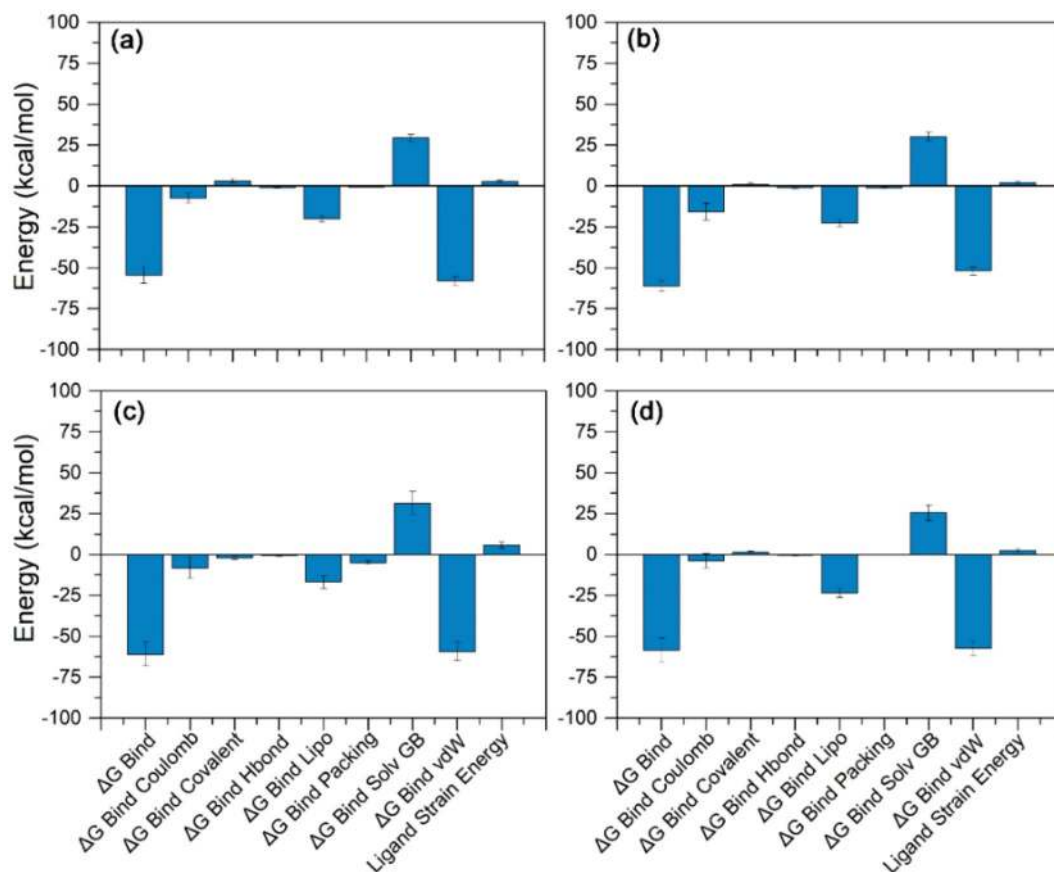 (a)
(b)
Energy (kcal/mol)
100
75
50
25
0
-25
-50
-75
-100
100
75
50
25
0
-25
-50
-75
-100
(c)
(d)
Energy (kcal/mol)
100
75
50
25
0
-25
-50
-75
-100
100
75
50
25
0
-25
-50
-75
-100
ΔG Bind
ΔG Bind Coulomb
ΔG Bind Covalent
ΔG Bind Hbond
ΔG Bind Lipo
ΔG Bind Packing
ΔG Bind Solv GB
ΔG Bind vdW
Ligand Strain Energy
ΔG Bind
ΔG Bind Coulomb
ΔG Bind Covalent
ΔG Bind Hbond
ΔG Bind Lipo
ΔG Bind Packing
ΔG Bind Solv GB
ΔG Bind vdW
Ligand Strain Energy